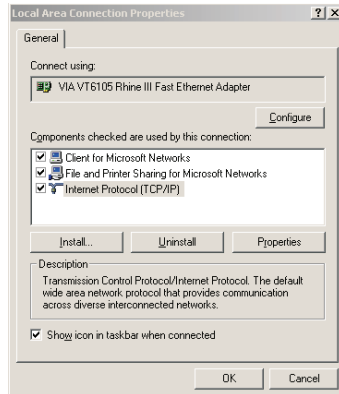 Local Area Connection Properties
General
Connect using:
VIA VT6105 Rhine III Fast Ethernet Adapter
Configure
Components checked are used by this connection:
Client for Microsoft Networks
File and Printer Sharing for Microsoft Networks
Internet Protocol (TCP/IP)
Install... Uninstall Properties
Description
Transmission Control Protocol/Internet Protocol. The default
wide area network protocol that provides communication
across diverse interconnected networks.
Show icon in taskbar when connected
OK Cancel